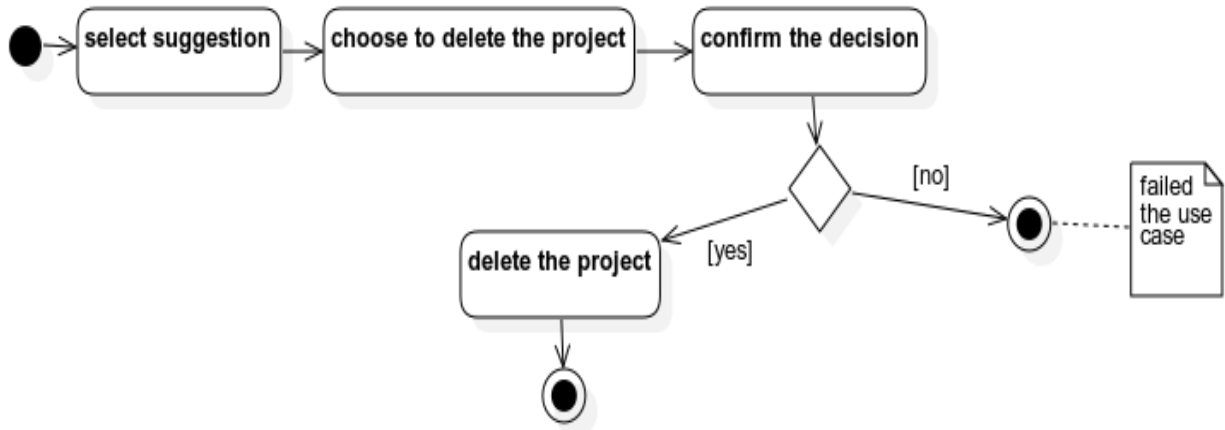 select suggestion
choose to delete the project
confirm the decision
[no]
failed
the use
case
[yes]
delete the project